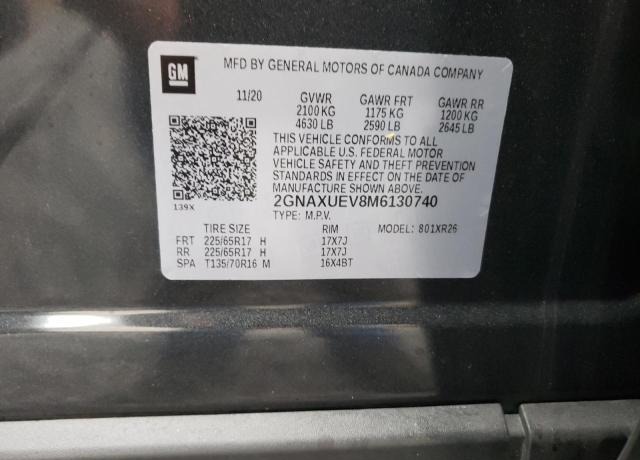 GM
MFD BY GENERAL MOTORS OF CANADA COMPANY
11/20 GVWR GAWR FRT GAWR RR
2100 KG 1175 KG 1200 KG
4630 LB 2590 LB 2645 LB
THIS VEHICLE CONFORMS TO ALL
APPLICABLE U.S. FEDERAL MOTOR
VEHICLE SAFETY AND THEFT PREVENTION
STANDARDS IN EFFECT ON THE DATE OF
MANUFACTURE SHOWN ABOVE.
139X 2GNAXUEV8M6130740
TYPE: M.P.V.
TIRE SIZE RIM MODEL: 801XR26
FRT 225/65R17 H 17X7J
RR 225/65R17 H 17X7J
SPA T135/70R16 M 16X4BT